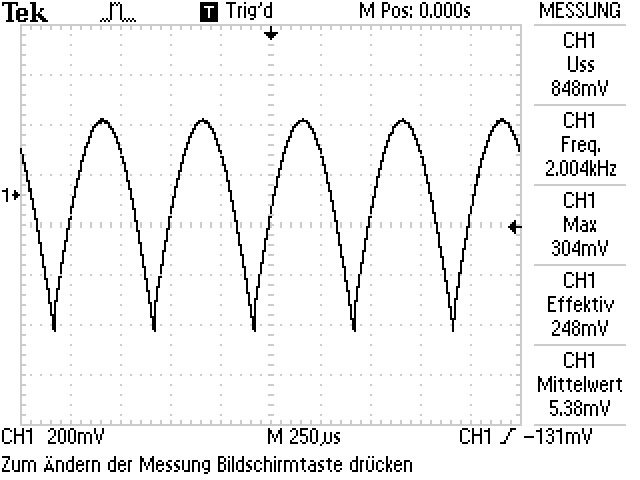 Tek T Trig'd M Pos: 0.000s MESSUNG
CH1
Uss
848mV
CH1
Freq.
2.004kHz
1
CH1
Max
304mV
CH1
Effektiv
248mV
CH1
Mittelwert
5.38mV
CH1 200mV M 250µs CH1 -131mV
Zum Ändern der Messung Bildschirmtaste drücken